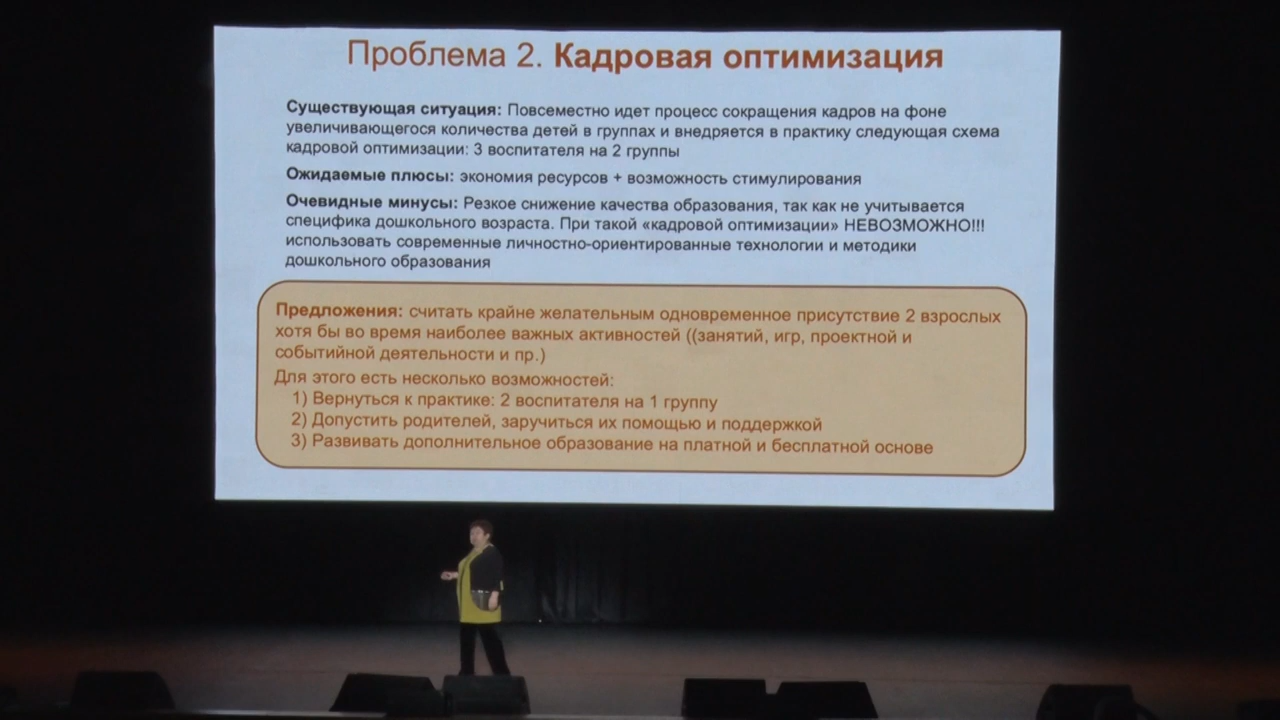 Проблема 2. Кадровая оптимизация
Существующая ситуация: Повсеместно идет процесс сокращения кадров на фоне
увеличивающегося количества детей в группах и внедряется в практику следующая схема
кадровой оптимизации: 3 воспитателя на 2 группы
Ожидаемые плюсы: экономия ресурсов + возможность стимулирования
Очевидные минусы: Резкое снижение качества образования, так как не учитывается
специфика дошкольного возраста. При такой «кадровой оптимизации» НЕВОЗМОЖНО!!!
использовать современные личностно-ориентированные технологии и методики
дошкольного образования
Предложения: считать крайне желательным одновременное присутствие 2 взрослых
хотя бы во время наиболее важных активностей ((занятий, игр, проектной и
событийной деятельности и пр.)
Для этого есть несколько возможностей:
1) Вернуться к практике: 2 воспитателя на 1 группу
2) Допустить родителей, заручиться их помощью и поддержкой
3) Развивать дополнительное образование на платной и бесплатной основе